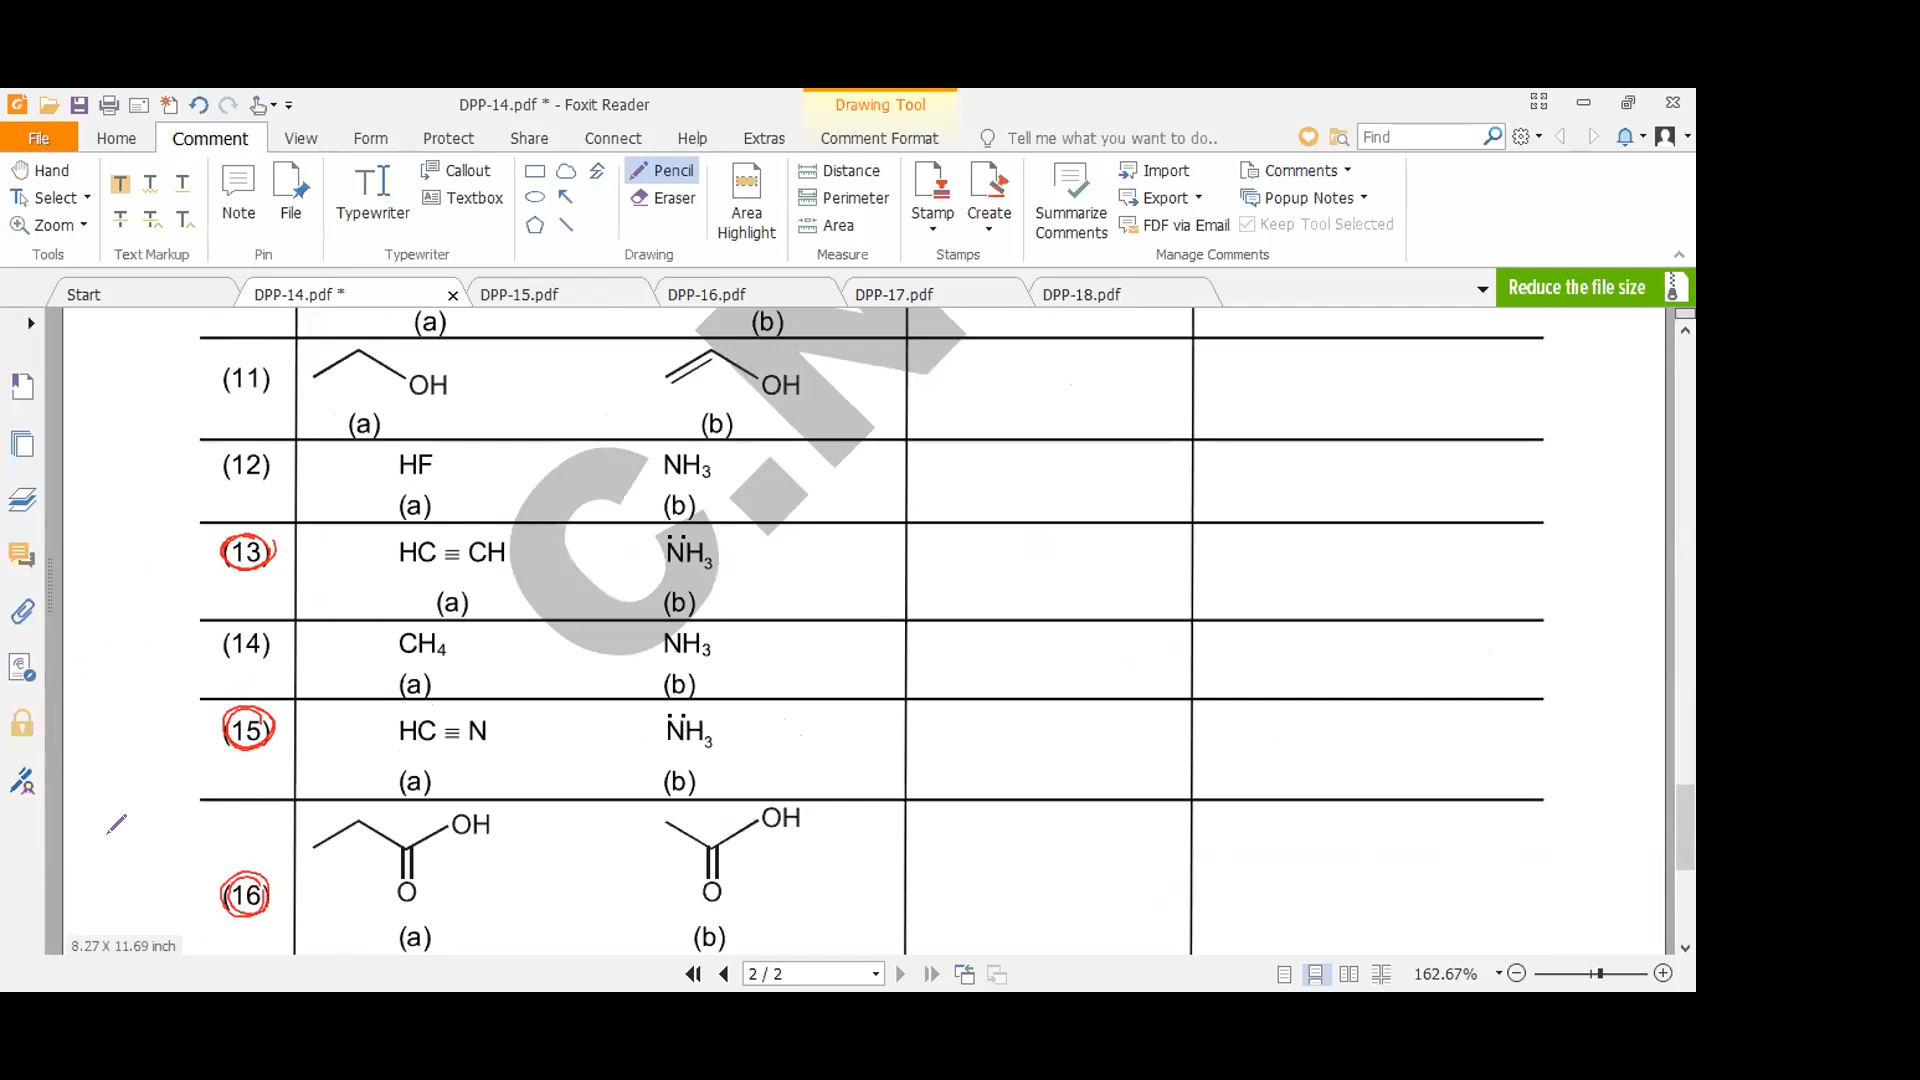 DPP-14.pdf * - Foxit Reader
Drawing Tool
File Home Comment View Form Protect Share Connect Help Extras Comment Format Tell me what you want to do.. Find
Hand
Select
Zoom
Tools
Text Markup
Note
File
Pin
Typewriter
Callout
Textbox
Typewriter
Pencil
Eraser
Drawing
Area
Highlight
Distance
Perimeter
Area
Measure
Stamp
Create
Stamps
Summarize
Comments
Import
Export
FDF via Email
Comments
Popup Notes
Keep Tool Selected
Manage Comments
Start DPP-14.pdf * DPP-15.pdf DPP-16.pdf DPP-17.pdf DPP-18.pdf Reduce the file size
(a) (b)
(11) OH OH
(a) (b)
(12) HF NH₃
(a) (b)
(13) HC ≡ CH N̈H₃
(a) (b)
(14) CH₄ NH₃
(a) (b)
(15) HC ≡ N N̈H₃
(a) (b)
OH OH
O O
(16)
(a) (b)
C.N
8.27 X 11.69 inch
2 / 2 162.67%